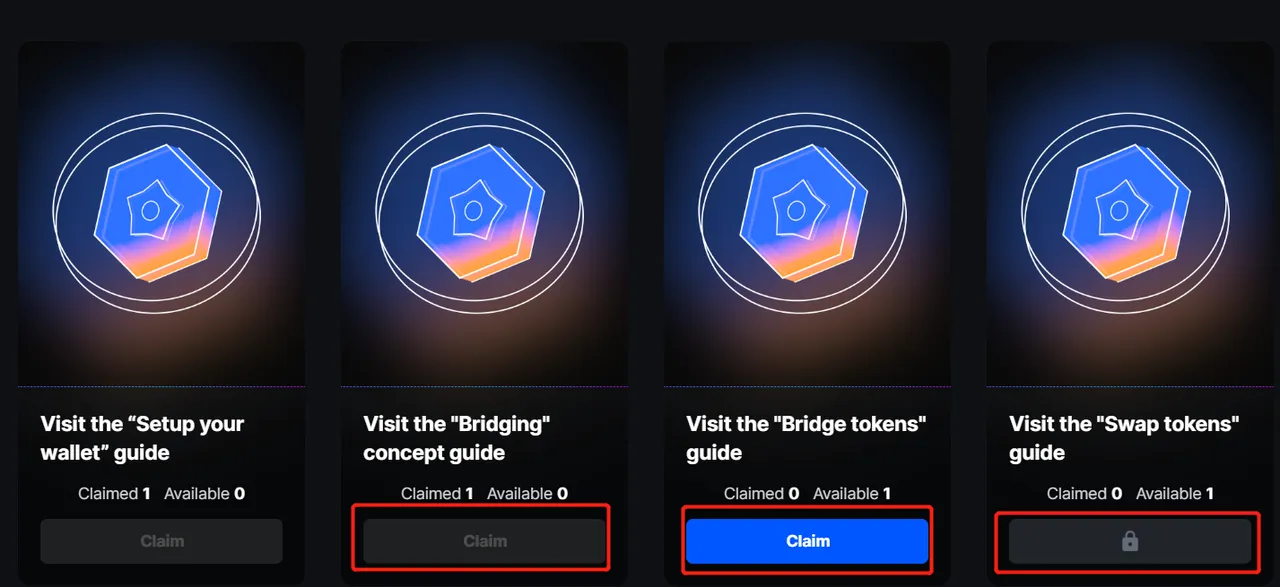 Visit the “Setup your
wallet” guide
Claimed 1 Available 0
Claim
Visit the "Bridging"
concept guide
Claimed 1 Available 0
Claim
Visit the "Bridge tokens"
guide
Claimed 0 Available 1
Claim
Visit the "Swap tokens"
guide
Claimed 0 Available 1